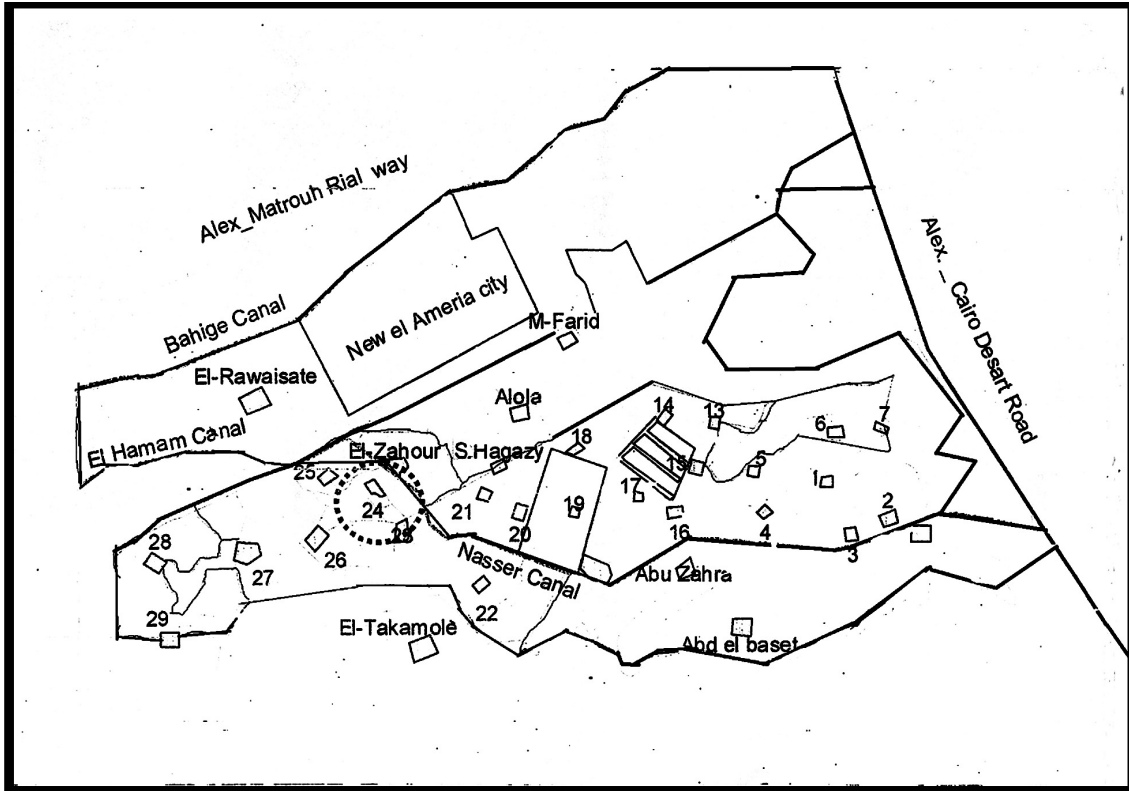 Alex_Matrouh Rial way
Alex. _ Cairo Desart Road
Bahige Canal
New el Ameria city
M-Farid
El-Rawaisate
Alola
El Hamam Canal
El-Zahour
S.Hagazy
14
13
18
6
7
15
5
25
24
21
20
19
17
16
1
4
2
3
26
28
27
Nasser Canal
Abu Zahra
22
29
El-Takamole
Abd el baset